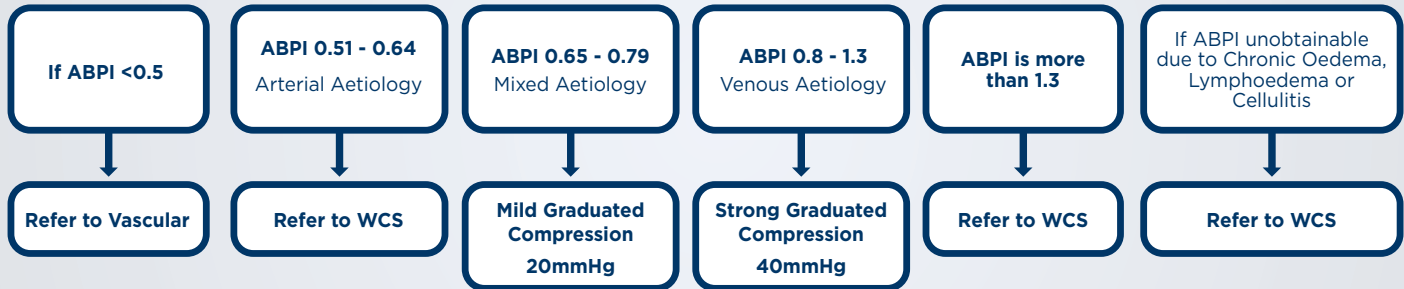 If ABPI <0.5
Refer to Vascular
ABPI 0.51 - 0.64
Arterial Aetiology
Refer to WCS
ABPI 0.65 - 0.79
Mixed Aetiology
Mild Graduated
Compression
20mmHg
ABPI 0.8 - 1.3
Venous Aetiology
Strong Graduated
Compression
40mmHg
ABPI is more
than 1.3
Refer to WCS
If ABPI unobtainable
due to Chronic Oedema,
Lymphoedema or
Cellulitis
Refer to WCS